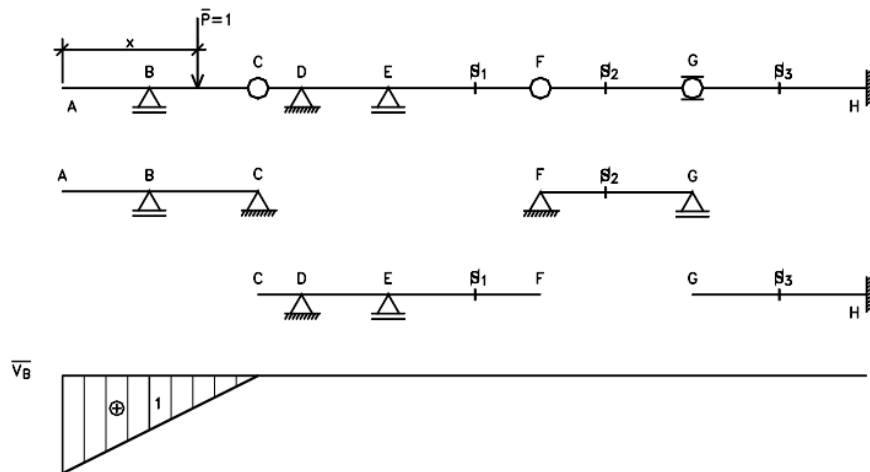 P̄=1
x
C F G
B D E S1 S2 S3
A H
A B C F S2 G
C D E S1 F G S3
H
V̄B
1